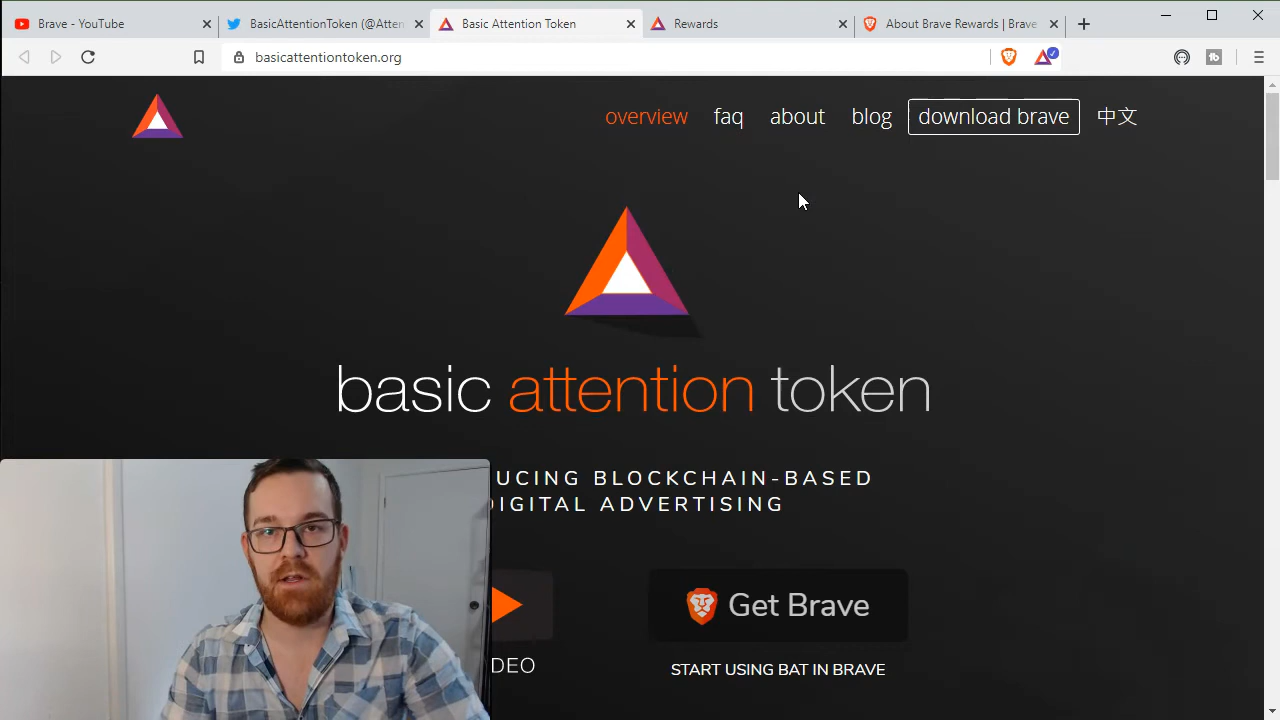 Brave - YouTube
BasicAttentionToken (@Atten
Basic Attention Token
Rewards
About Brave Rewards | Brave
basicattentiontoken.org
overview faq about blog download brave 中文
basic attention token
UCING BLOCKCHAIN-BASED
DIGITAL ADVERTISING
Get Brave
DEO
START USING BAT IN BRAVE